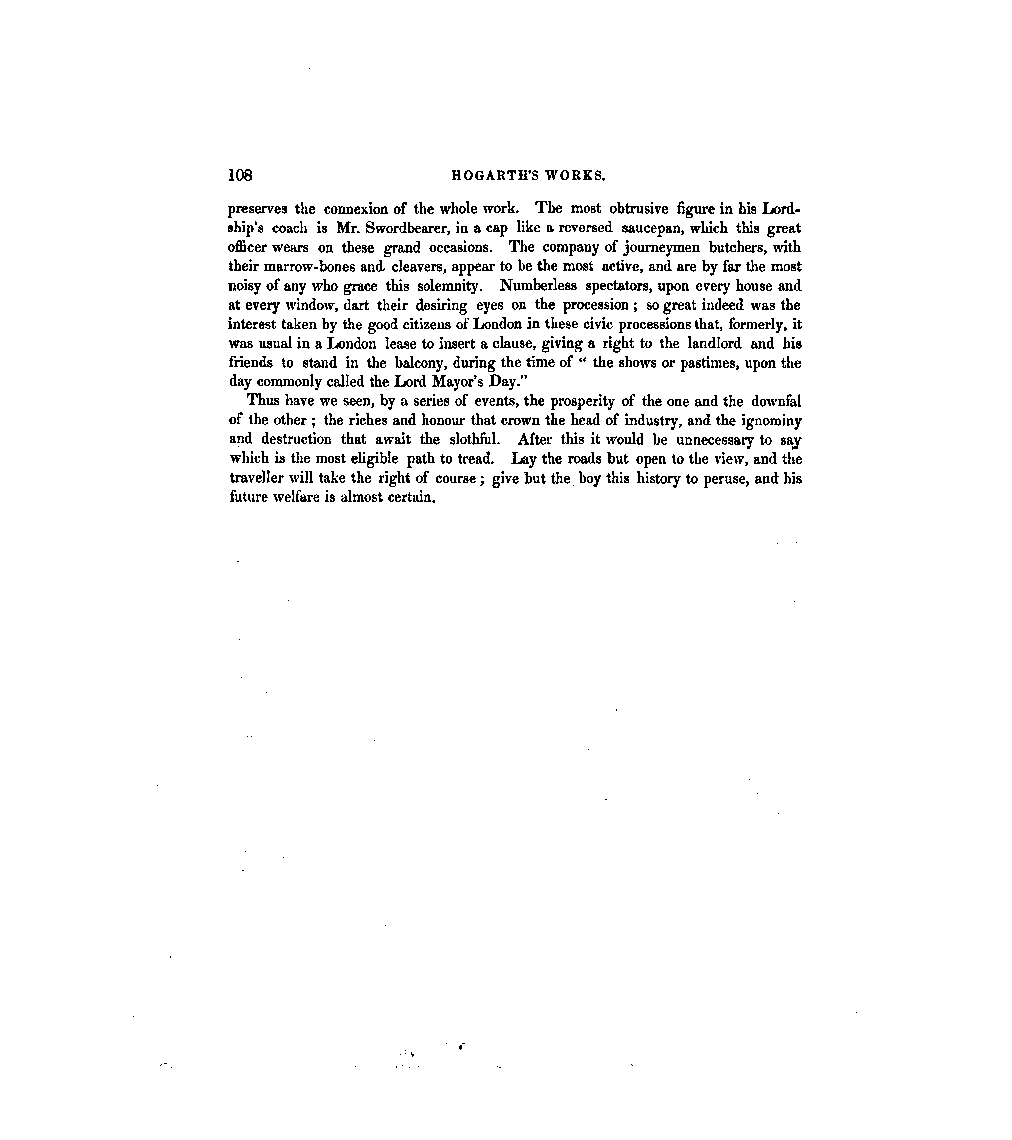 108 HOGARTH'S WORKS.
preserves the connexion of the whole work. The most obtrusive figure in his Lord-
ship's coach is Mr. Swordbearer, in a cap like a reversed saucepan, which this great
officer wears on these grand occasions. The company of journeymen butchers, with
their marrow-bones and cleavers, appear to be the most active, and are by far the most
noisy of any who grace this solemnity. Numberless spectators, upon every house and
at every window, dart their desiring eyes on the procession ; so great indeed was the
interest taken by the good citizens of London in these civic processions that, formerly, it
was usual in a London lease to insert a clause, giving a right to the landlord and his
friends to stand in the balcony, during the time of “ the shows or pastimes, upon the
day commonly called the Lord Mayor's Day.”
Thus have we seen, by a series of events, the prosperity of the one and the downfal
of the other ; the riches and honour that crown the head of industry, and the ignominy
and destruction that await the slothful. After this it would be unnecessary to say
which is the most eligible path to tread. Lay the roads but open to the view, and the
traveller will take the right of course ; give but the boy this history to peruse, and his
future welfare is almost certain.